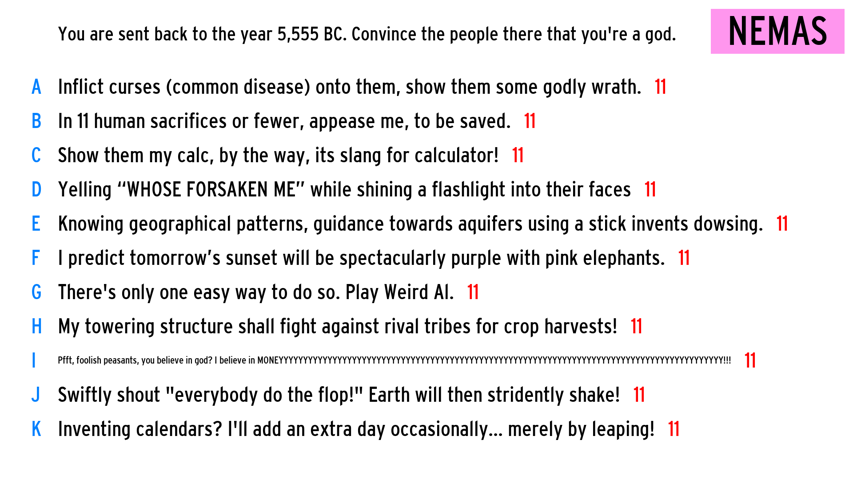 You are sent back to the year 5,555 BC. Convince the people there that you're a god.
NEMAS
A Inflict curses (common disease) onto them, show them some godly wrath. 11
B In 11 human sacrifices or fewer, appease me, to be saved. 11
C Show them my calc, by the way, its slang for calculator! 11
D Yelling “WHOSE FORSAKEN ME” while shining a flashlight into their faces 11
E Knowing geographical patterns, guidance towards aquifers using a stick invents dowsing. 11
F I predict tomorrow’s sunset will be spectacularly purple with pink elephants. 11
G There's only one easy way to do so. Play Weird Al. 11
H My towering structure shall fight against rival tribes for crop harvests! 11
I Pfft, foolish peasants, you believe in god? I believe in MONEYYYYYYYYYYYYYYYYYYYYYYYYYYYYYYYYYYYYYYYYYYYYYYYYYYYYYYYYYYYYYYYYYYYYYYYYYYYYYYYYYYYYYYYYYYYY!!! 11
J Swiftly shout "everybody do the flop!" Earth will then stridently shake! 11
K Inventing calendars? I'll add an extra day occasionally... merely by leaping! 11